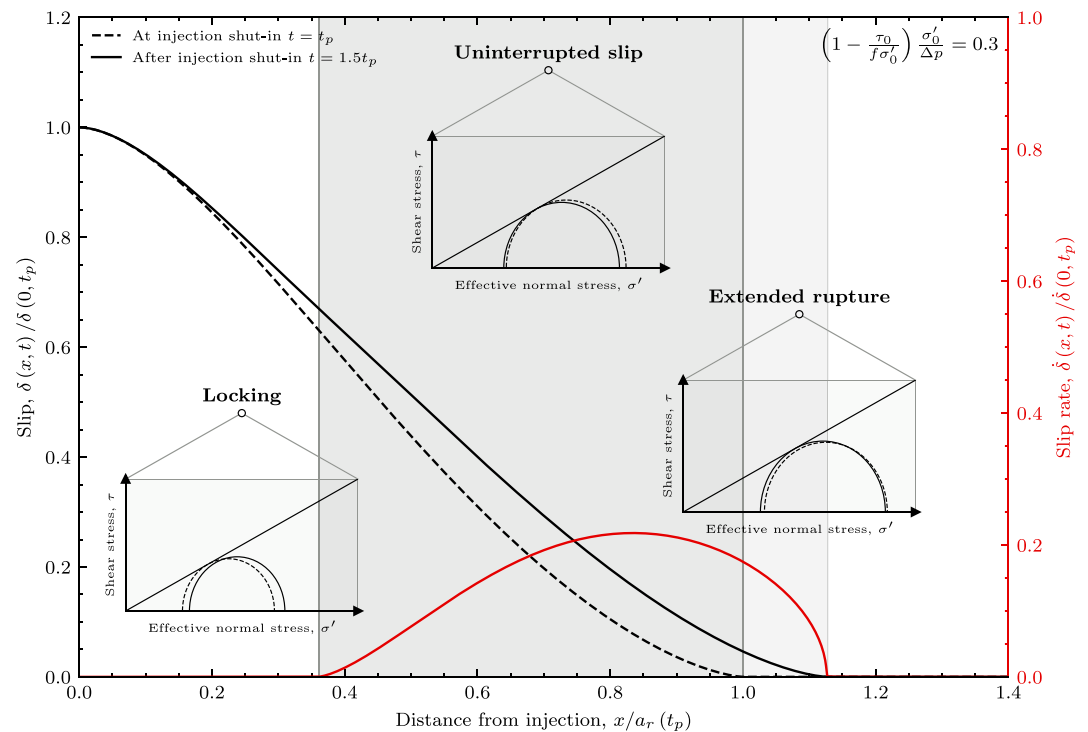 At injection shut-in t = t_p
After injection shut-in t = 1.5t_p
(1 − τ_0/(fσ′_0)) σ′_0/Δp = 0.3
Uninterrupted slip
Shear stress, τ
Effective normal stress, σ′
Extended rupture
Shear stress, τ
Effective normal stress, σ′
Locking
Shear stress, τ
Effective normal stress, σ′
Slip, δ (x, t) /δ (0, t_p)
1.2
1.0
0.8
0.6
0.4
0.2
0.0
Slip rate, δ̇ (x, t) /δ̇ (0, t_p)
1.0
0.8
0.6
0.4
0.2
0.0
0.0 0.2 0.4 0.6 0.8 1.0 1.2 1.4
Distance from injection, x/a_r (t_p)